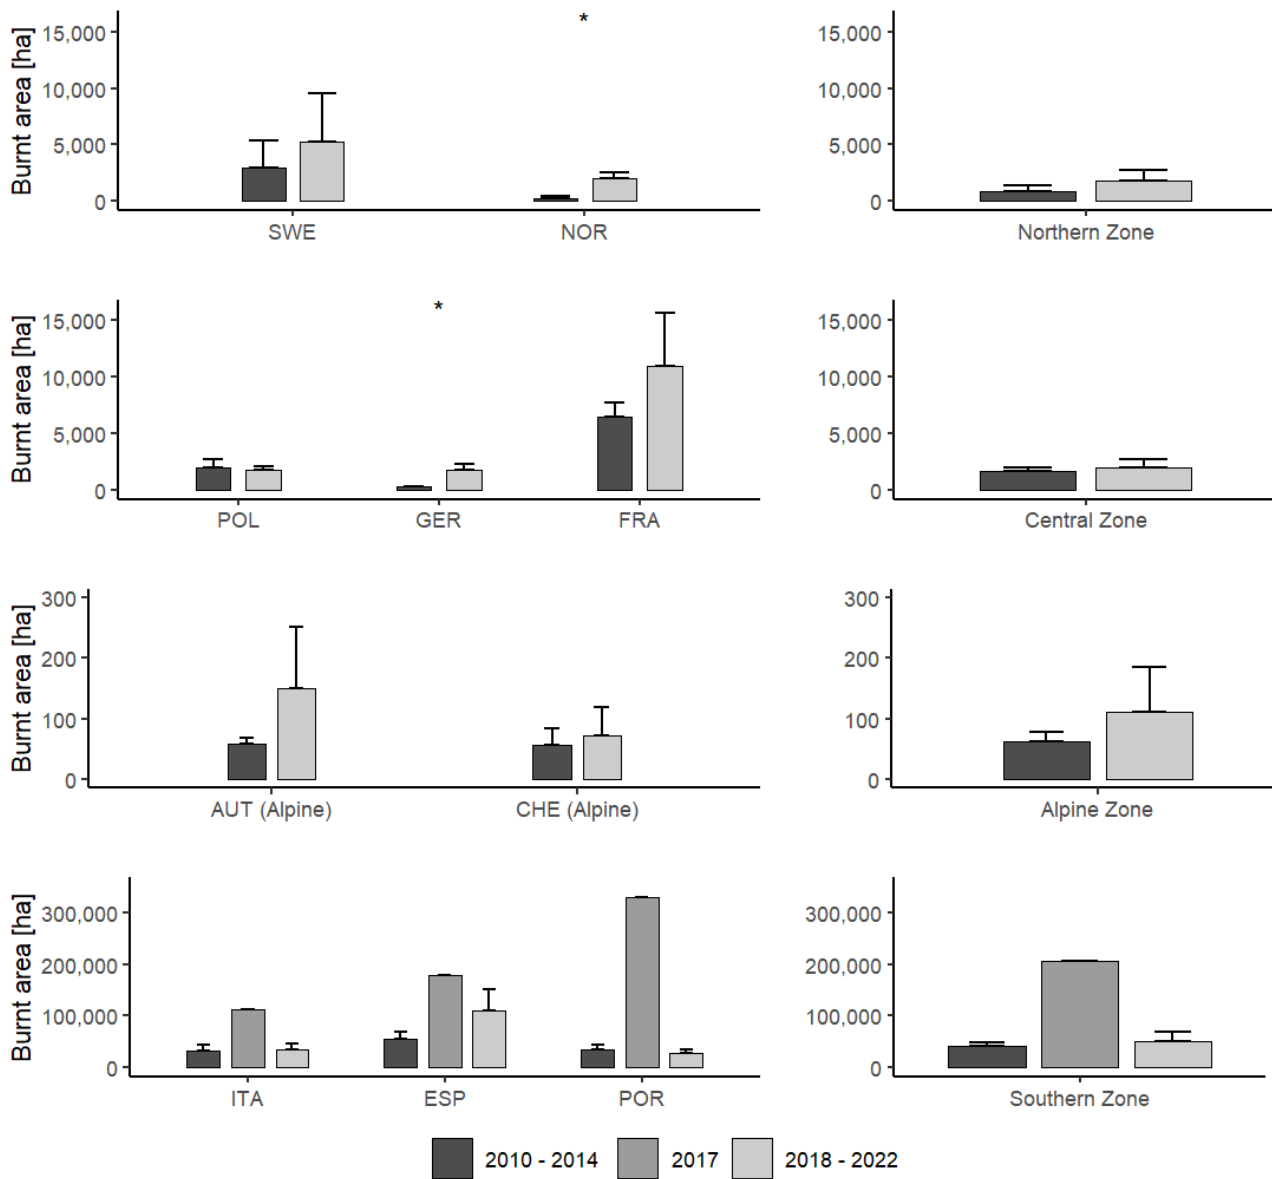 *
Burnt area [ha]
15,000
10,000
5,000
0
SWE
NOR
15,000
10,000
5,000
0
Northern Zone
*
Burnt area [ha]
15,000
10,000
5,000
0
POL
GER
FRA
15,000
10,000
5,000
0
Central Zone
Burnt area [ha]
300
200
100
0
AUT (Alpine)
CHE (Alpine)
300
200
100
0
Alpine Zone
Burnt area [ha]
300,000
200,000
100,000
0
ITA
ESP
POR
300,000
200,000
100,000
0
Southern Zone
2010 - 2014
2017
2018 - 2022